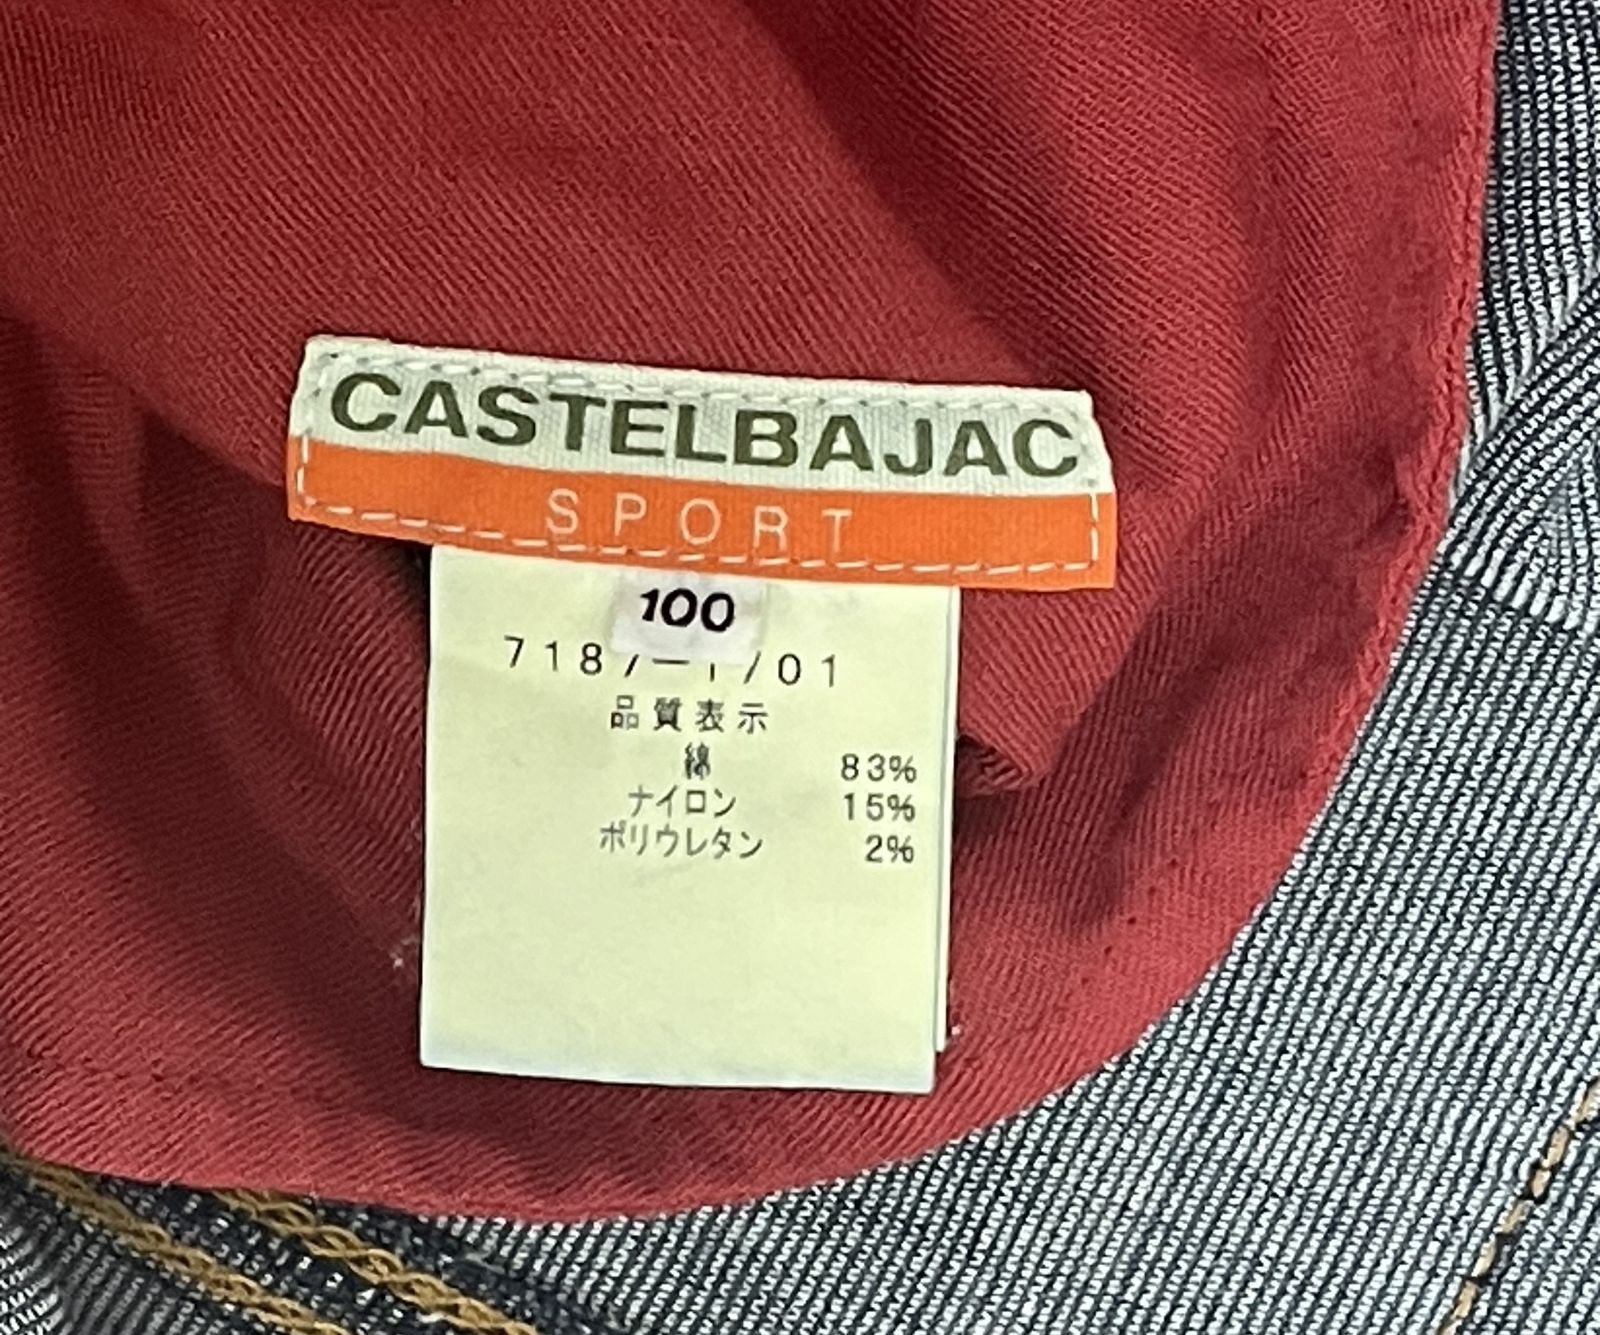 CASTELBAJAC
SPORT
100
7187-1701
品質表示
綿 83%
ナイロン 15%
ポリウレタン 2%